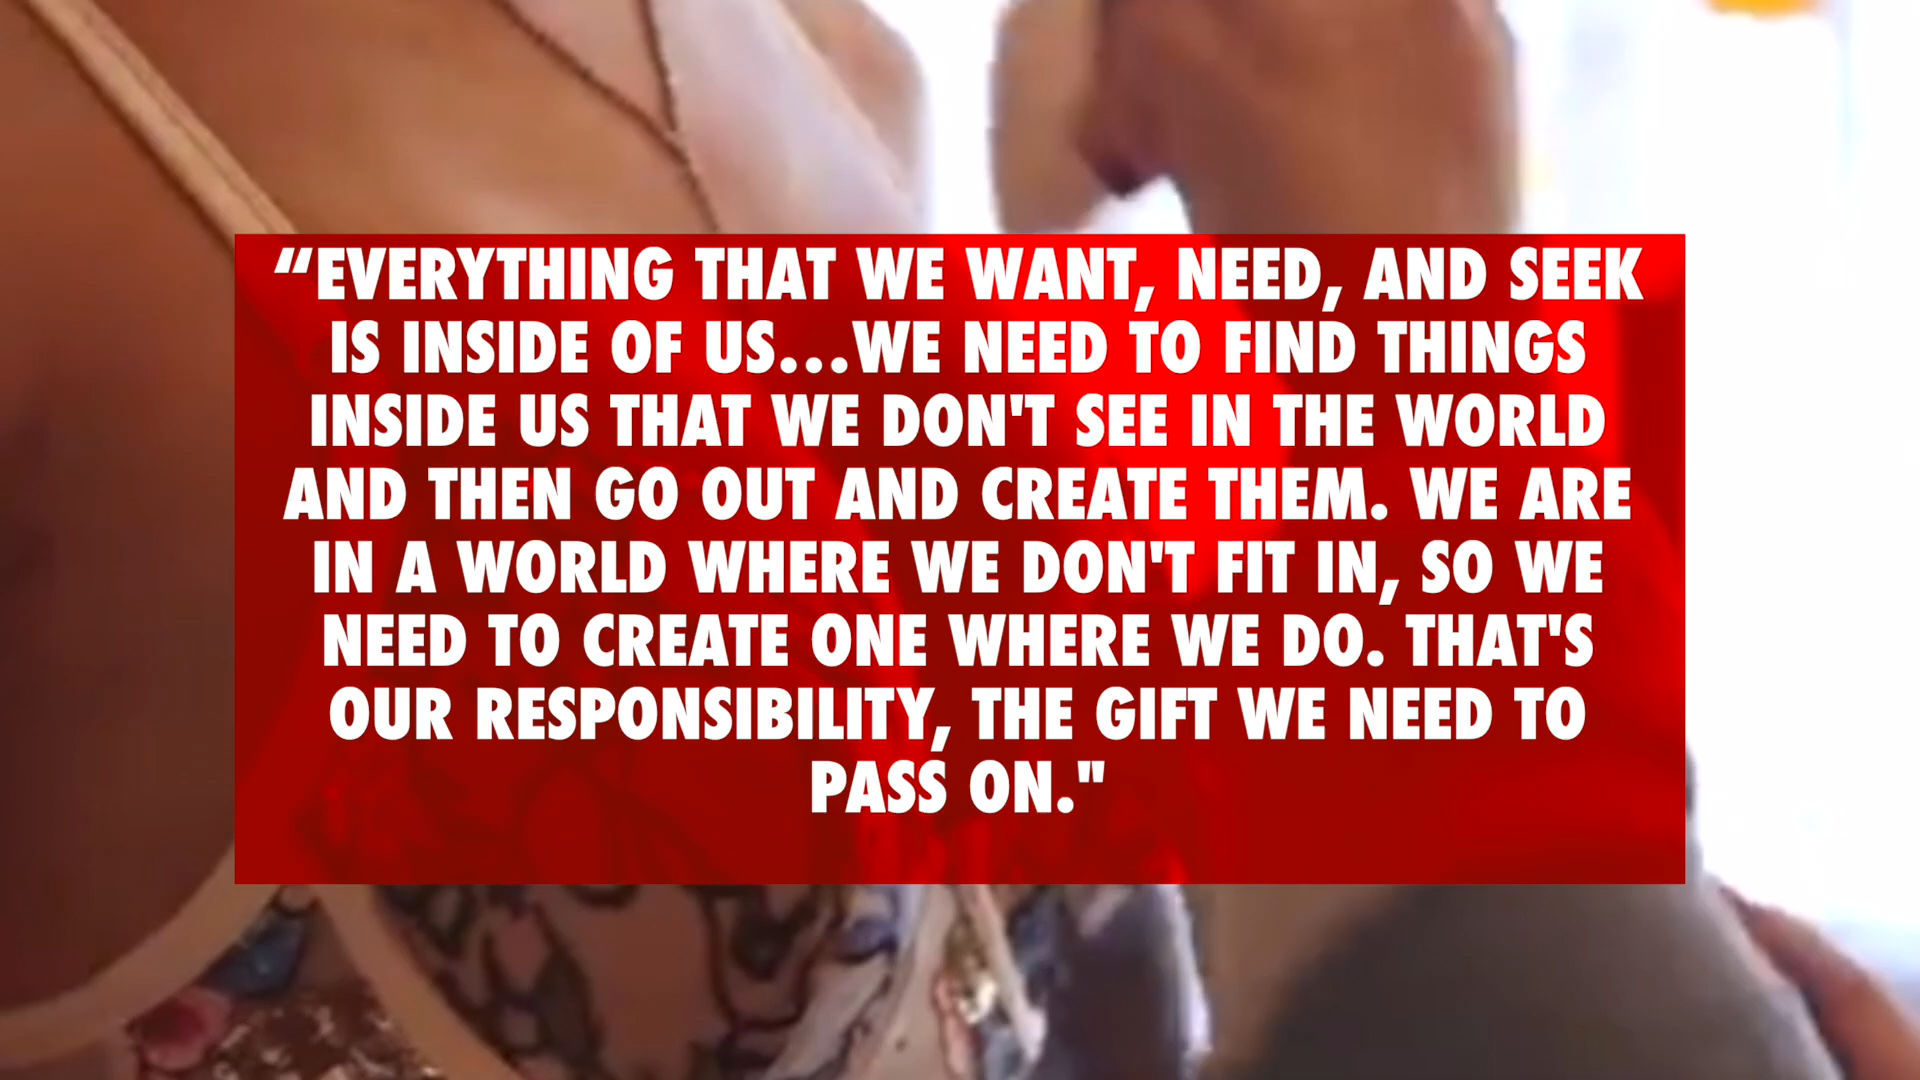 “EVERYTHING THAT WE WANT, NEED, AND SEEK
IS INSIDE OF US...WE NEED TO FIND THINGS
INSIDE US THAT WE DON'T SEE IN THE WORLD
AND THEN GO OUT AND CREATE THEM. WE ARE
IN A WORLD WHERE WE DON'T FIT IN, SO WE
NEED TO CREATE ONE WHERE WE DO. THAT'S
OUR RESPONSIBILITY, THE GIFT WE NEED TO
PASS ON."